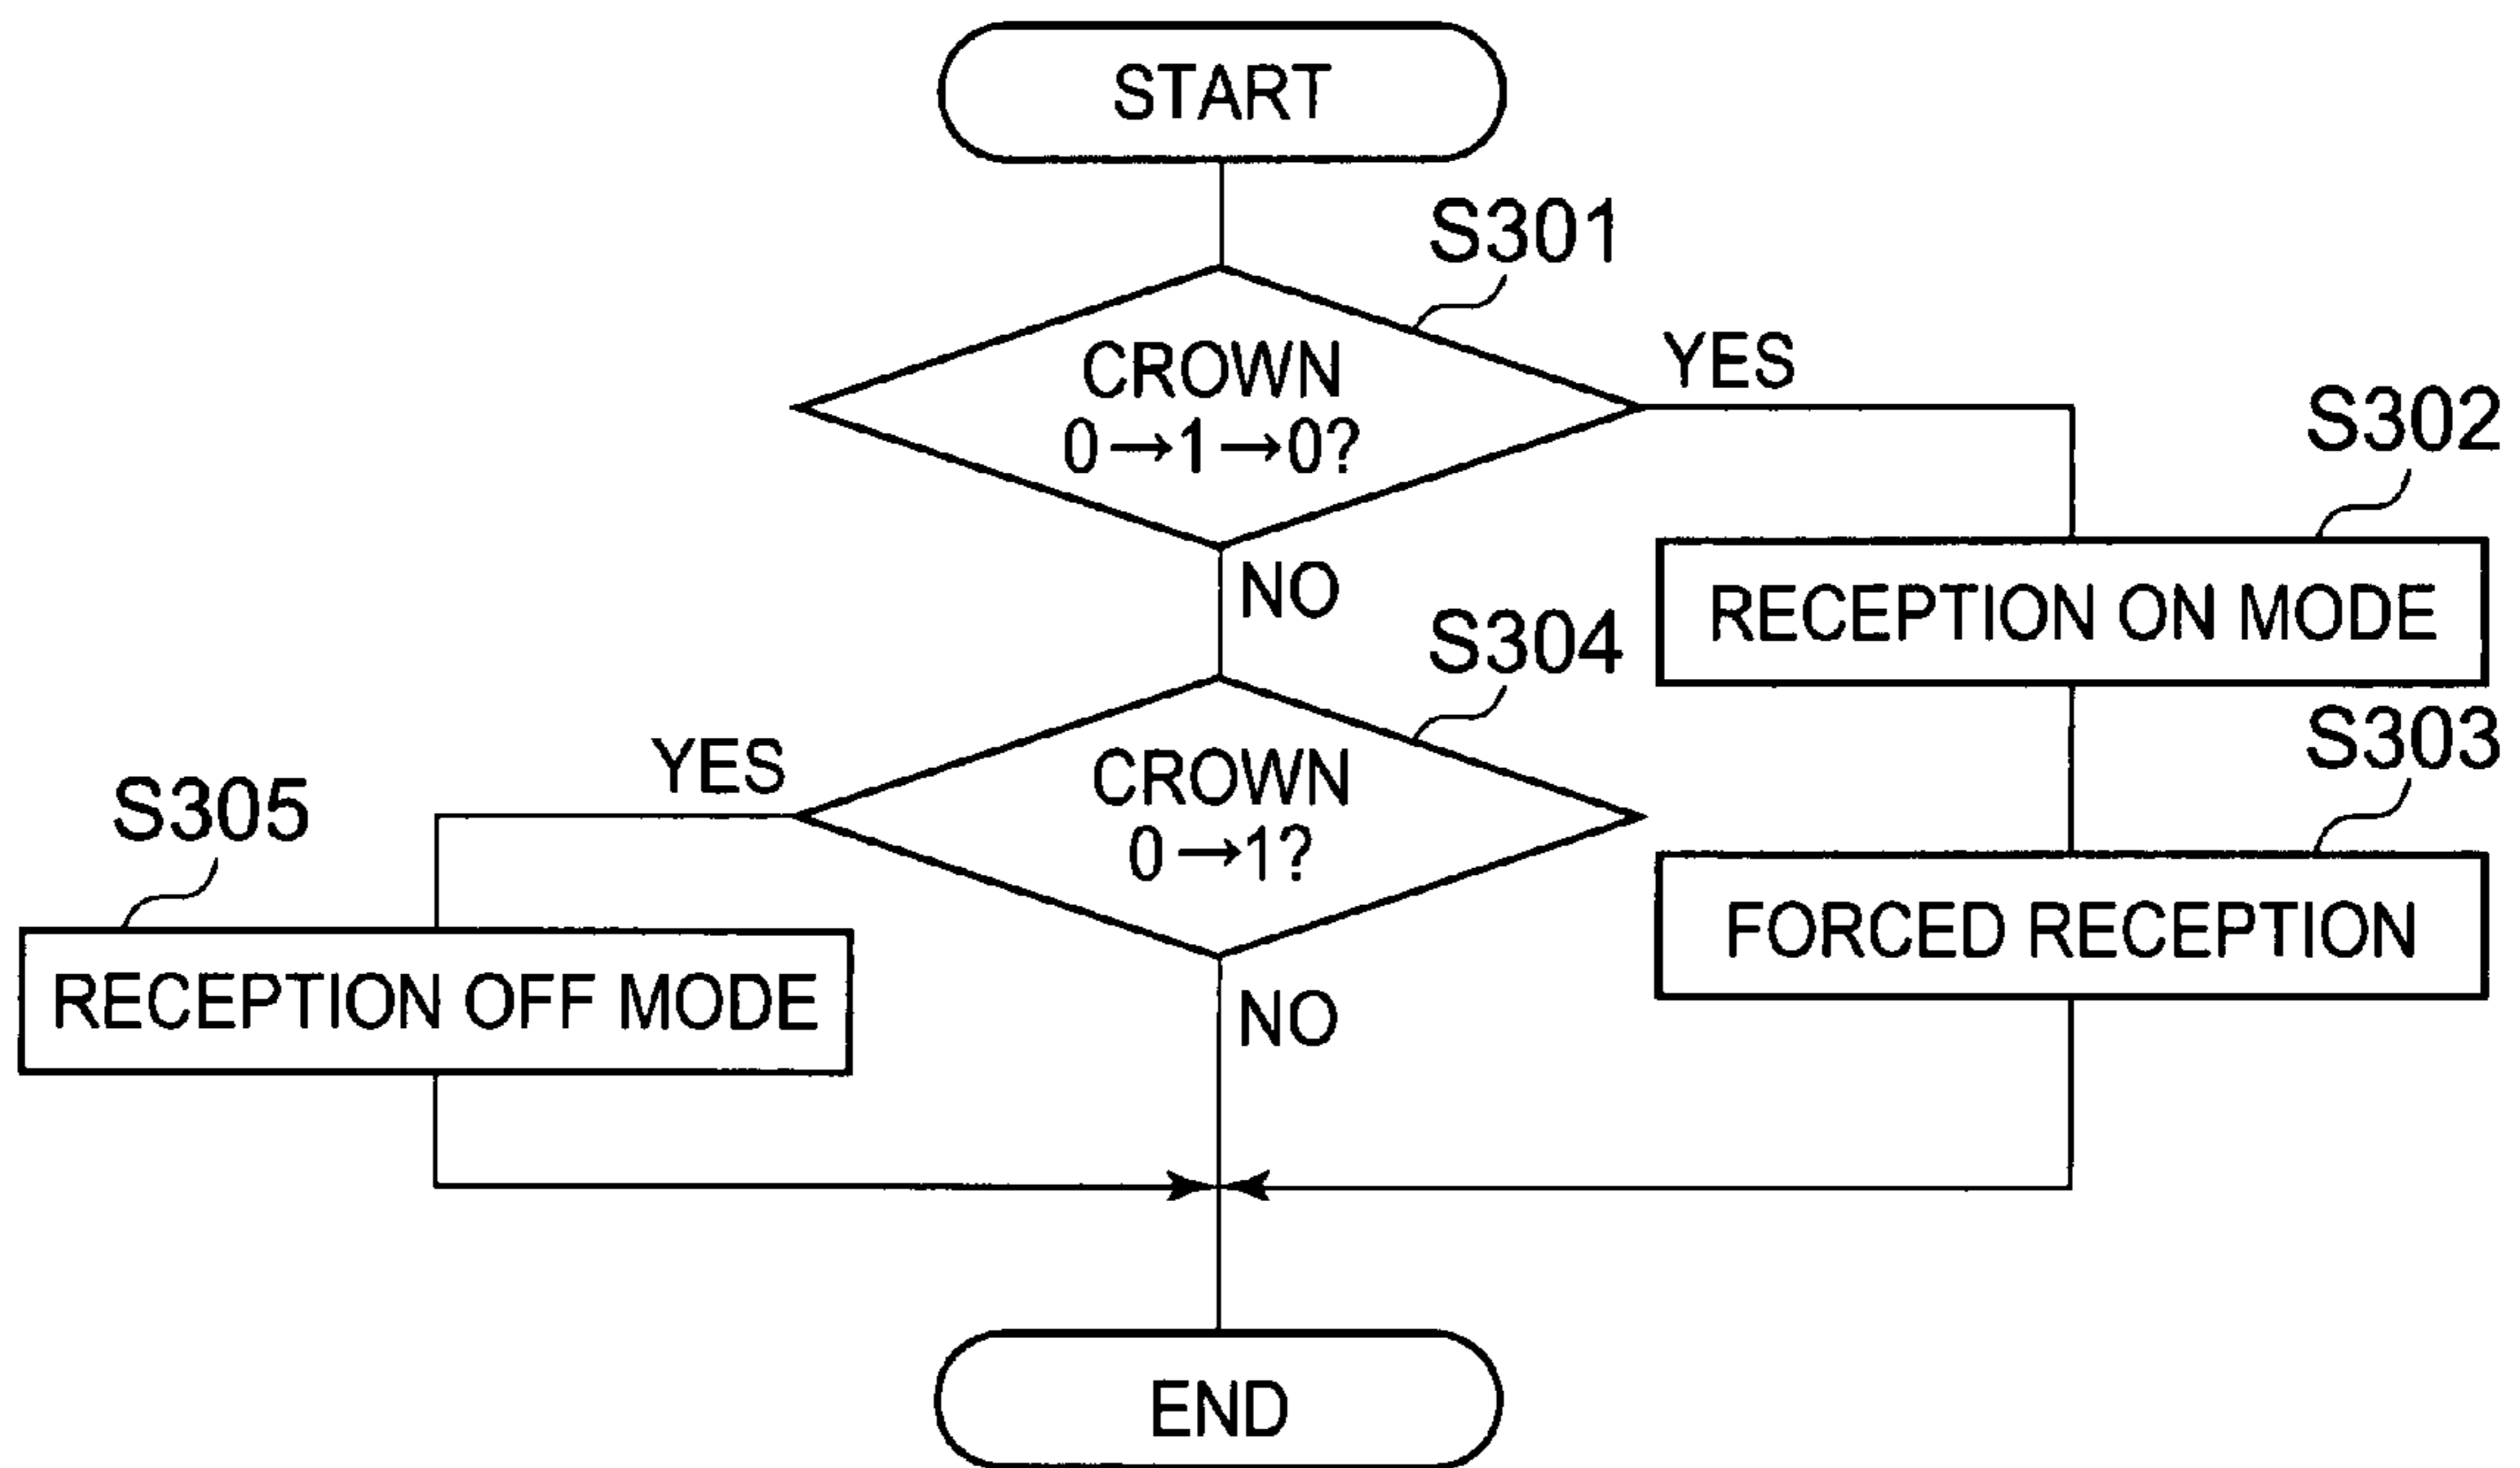 START
S301
CROWN
0→1→0?
YES
S302
NO
RECEPTION ON MODE
S304
S303
YES
CROWN
0→1?
S305
FORCED RECEPTION
RECEPTION OFF MODE
NO
END